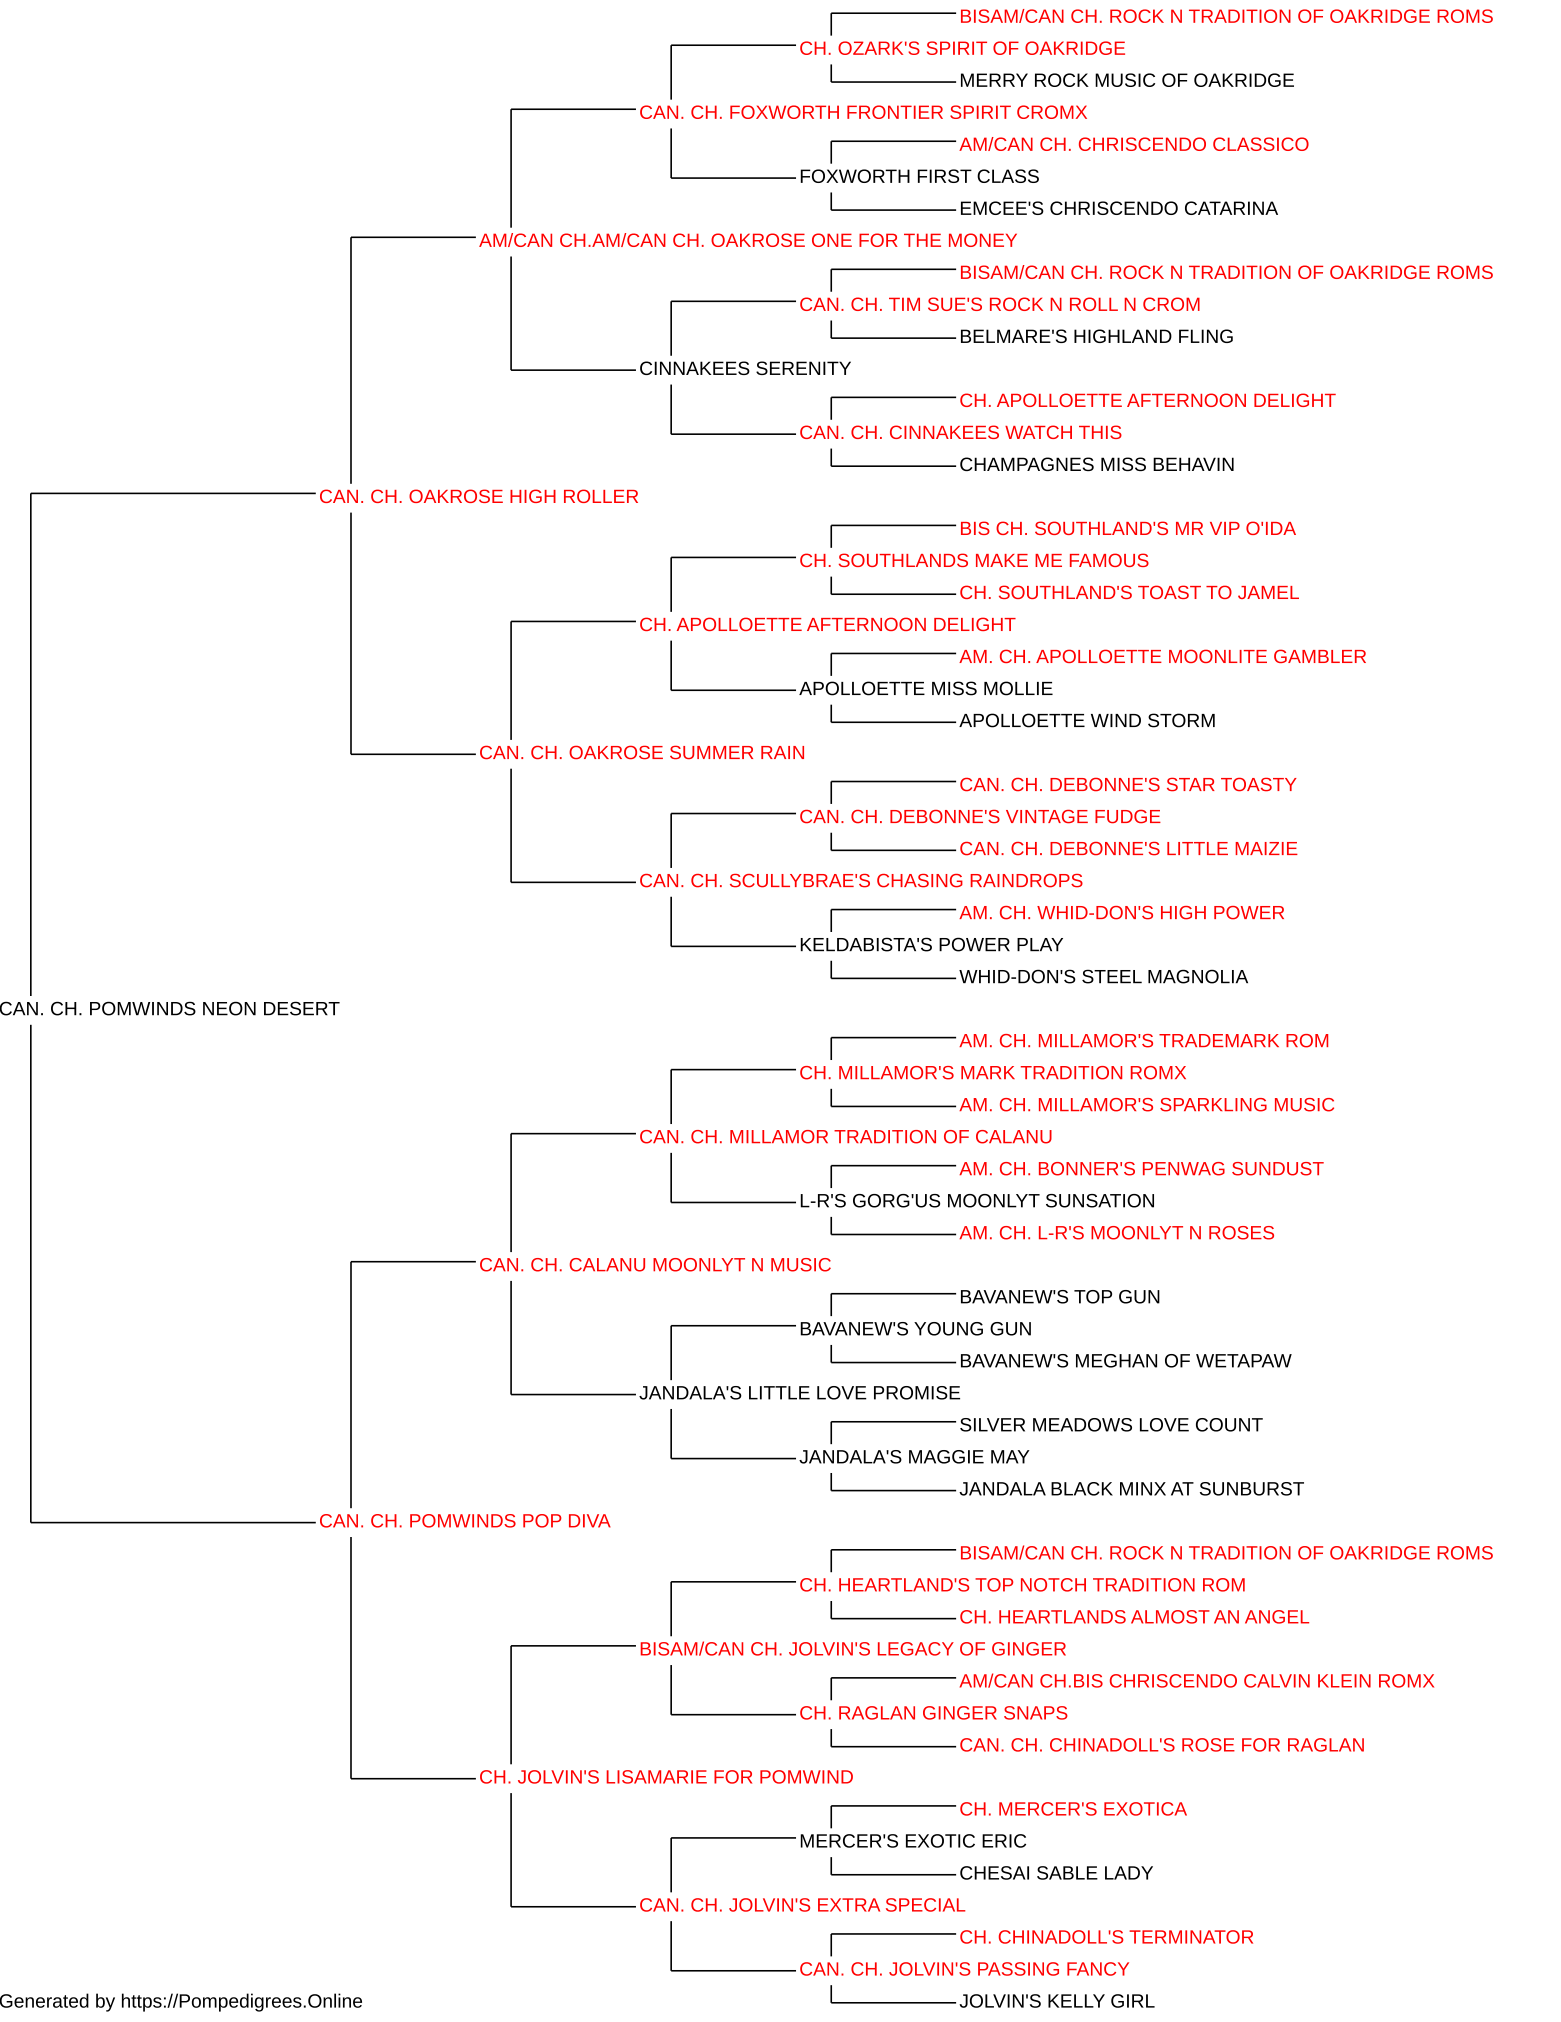 BISAM/CAN CH. ROCK N TRADITION OF OAKRIDGE ROMS
CH. OZARK'S SPIRIT OF OAKRIDGE
MERRY ROCK MUSIC OF OAKRIDGE
CAN. CH. FOXWORTH FRONTIER SPIRIT CROMX
AM/CAN CH. CHRISCENDO CLASSICO
FOXWORTH FIRST CLASS
EMCEE'S CHRISCENDO CATARINA
AM/CAN CH.AM/CAN CH. OAKROSE ONE FOR THE MONEY
BISAM/CAN CH. ROCK N TRADITION OF OAKRIDGE ROMS
CAN. CH. TIM SUE'S ROCK N ROLL N CROM
BELMARE'S HIGHLAND FLING
CINNAKEES SERENITY
CH. APOLLOETTE AFTERNOON DELIGHT
CAN. CH. CINNAKEES WATCH THIS
CHAMPAGNES MISS BEHAVIN
CAN. CH. OAKROSE HIGH ROLLER
BIS CH. SOUTHLAND'S MR VIP O'IDA
CH. SOUTHLANDS MAKE ME FAMOUS
CH. SOUTHLAND'S TOAST TO JAMEL
CH. APOLLOETTE AFTERNOON DELIGHT
AM. CH. APOLLOETTE MOONLITE GAMBLER
APOLLOETTE MISS MOLLIE
APOLLOETTE WIND STORM
CAN. CH. OAKROSE SUMMER RAIN
CAN. CH. DEBONNE'S STAR TOASTY
CAN. CH. DEBONNE'S VINTAGE FUDGE
CAN. CH. DEBONNE'S LITTLE MAIZIE
CAN. CH. SCULLYBRAE'S CHASING RAINDROPS
AM. CH. WHID-DON'S HIGH POWER
KELDABISTA'S POWER PLAY
WHID-DON'S STEEL MAGNOLIA
CAN. CH. POMWINDS NEON DESERT
AM. CH. MILLAMOR'S TRADEMARK ROM
CH. MILLAMOR'S MARK TRADITION ROMX
AM. CH. MILLAMOR'S SPARKLING MUSIC
CAN. CH. MILLAMOR TRADITION OF CALANU
AM. CH. BONNER'S PENWAG SUNDUST
L-R'S GORG'US MOONLYT SUNSATION
AM. CH. L-R'S MOONLYT N ROSES
CAN. CH. CALANU MOONLYT N MUSIC
BAVANEW'S TOP GUN
BAVANEW'S YOUNG GUN
BAVANEW'S MEGHAN OF WETAPAW
JANDALA'S LITTLE LOVE PROMISE
SILVER MEADOWS LOVE COUNT
JANDALA'S MAGGIE MAY
JANDALA BLACK MINX AT SUNBURST
CAN. CH. POMWINDS POP DIVA
BISAM/CAN CH. ROCK N TRADITION OF OAKRIDGE ROMS
CH. HEARTLAND'S TOP NOTCH TRADITION ROM
CH. HEARTLANDS ALMOST AN ANGEL
BISAM/CAN CH. JOLVIN'S LEGACY OF GINGER
AM/CAN CH.BIS CHRISCENDO CALVIN KLEIN ROMX
CH. RAGLAN GINGER SNAPS
CAN. CH. CHINADOLL'S ROSE FOR RAGLAN
CH. JOLVIN'S LISAMARIE FOR POMWIND
CH. MERCER'S EXOTICA
MERCER'S EXOTIC ERIC
CHESAI SABLE LADY
CAN. CH. JOLVIN'S EXTRA SPECIAL
CH. CHINADOLL'S TERMINATOR
CAN. CH. JOLVIN'S PASSING FANCY
JOLVIN'S KELLY GIRL
Generated by https://Pompedigrees.Online